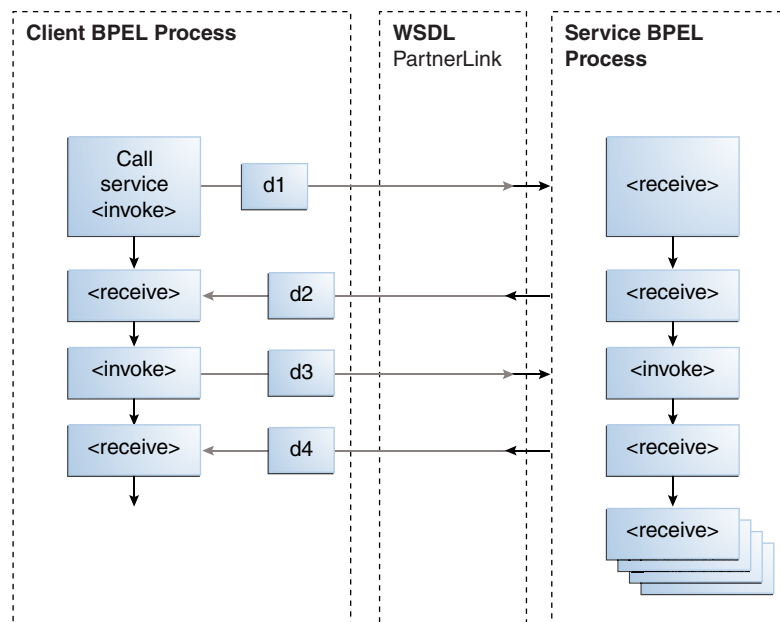 Client BPEL Process
WSDL
PartnerLink
Service BPEL
Process
Call
service
<invoke>
d1
<receive>
<receive>
d2
<receive>
<invoke>
d3
<invoke>
<receive>
d4
<receive>
<receive>